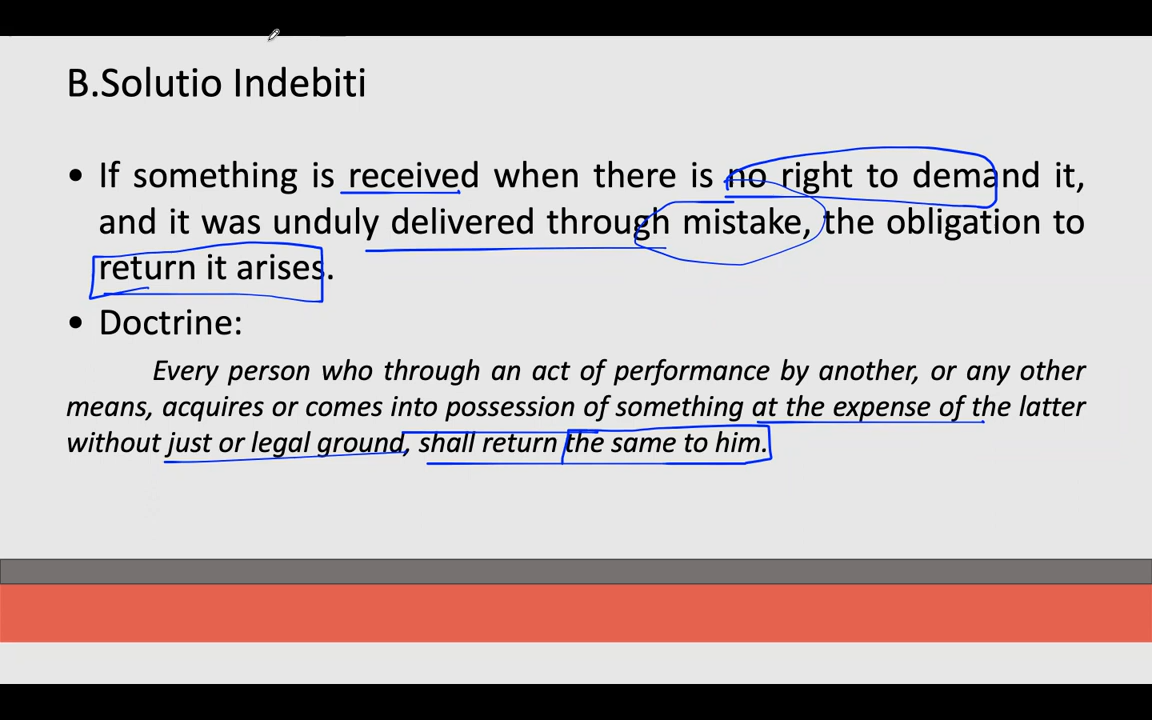 B.Solutio Indebiti
• If something is received when there is no right to demand it,
and it was unduly delivered through mistake, the obligation to
return it arises.
• Doctrine:
Every person who through an act of performance by another, or any other
means, acquires or comes into possession of something at the expense of the latter
without just or legal ground, shall return the same to him.